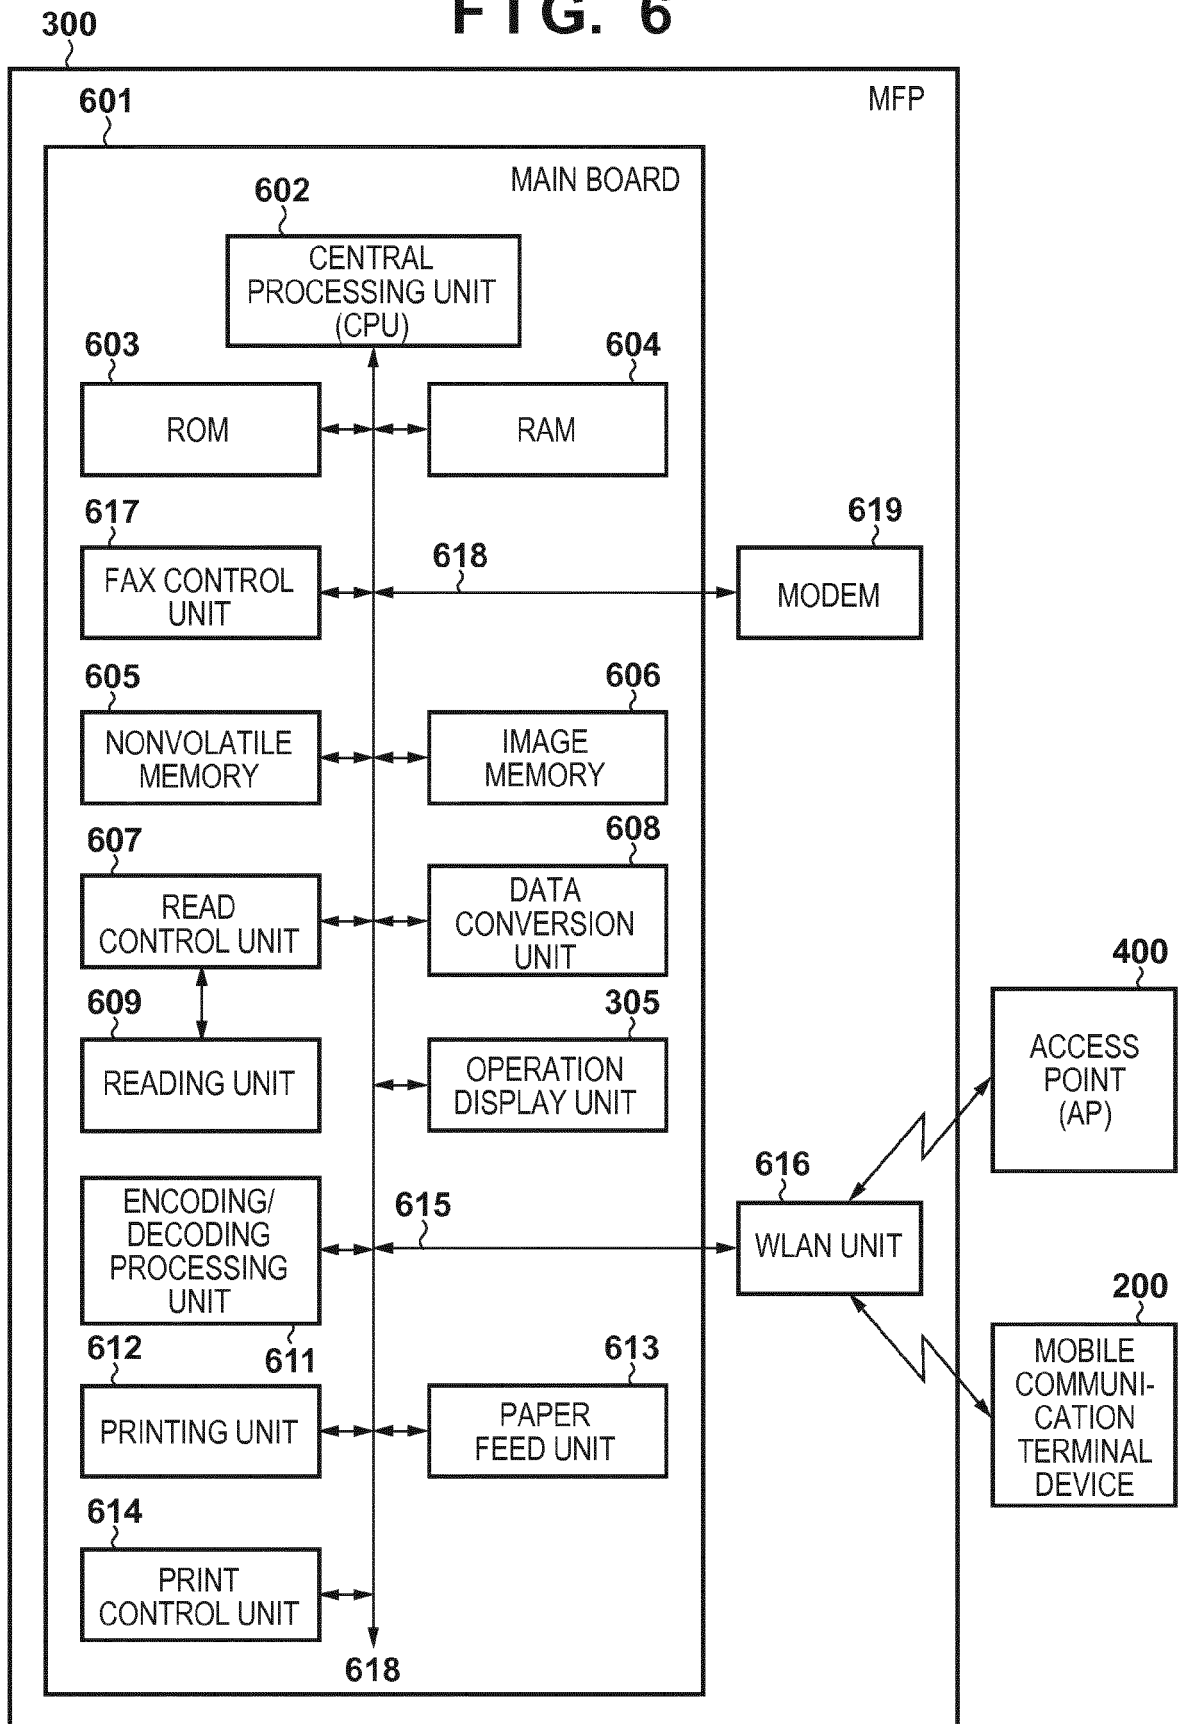 FIG. 6
300
MFP
601
MAIN BOARD
602
CENTRAL
PROCESSING UNIT
(CPU)
603
ROM
604
RAM
617
FAX CONTROL
UNIT
618
619
MODEM
605
NONVOLATILE
MEMORY
606
IMAGE
MEMORY
607
READ
CONTROL UNIT
608
DATA
CONVERSION
UNIT
609
READING UNIT
305
OPERATION
DISPLAY UNIT
400
ACCESS
POINT
(AP)
ENCODING/
DECODING
PROCESSING
UNIT
611
615
616
WLAN UNIT
200
MOBILE
COMMUNI-
CATION
TERMINAL
DEVICE
612
PRINTING UNIT
613
PAPER
FEED UNIT
614
PRINT
CONTROL UNIT
618